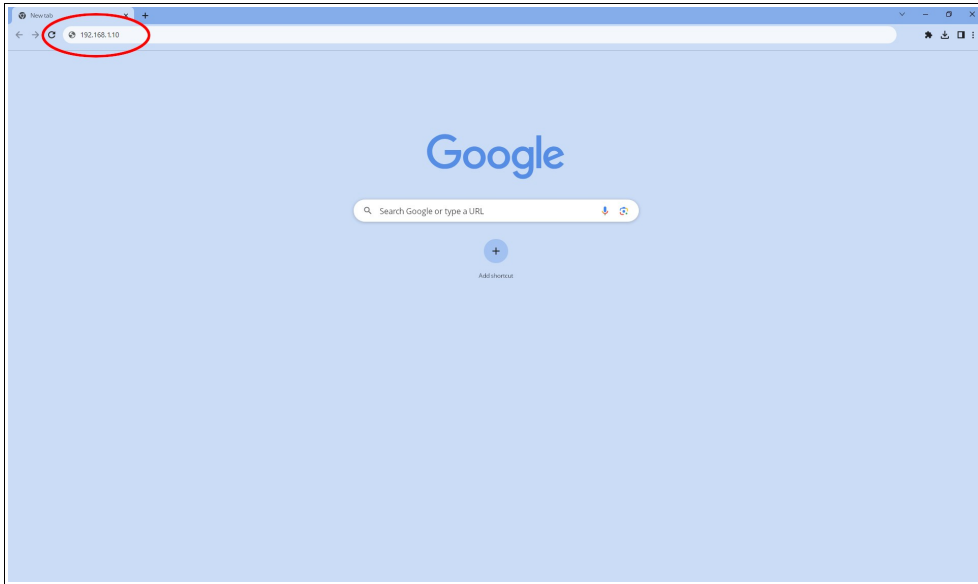 New tab
192.168.1.10
Google
Search Google or type a URL
Add shortcut